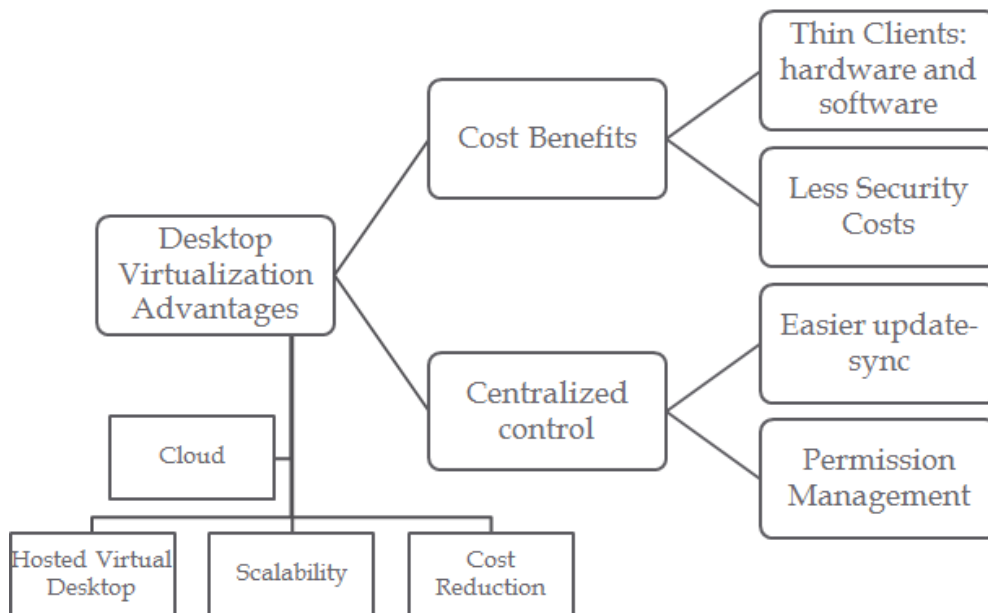 Thin Clients:
hardware and
software
Cost Benefits
Less Security
Costs
Desktop
Virtualization
Advantages
Easier update-
sync
Centralized
control
Cloud
Permission
Management
Hosted Virtual
Desktop
Scalability
Cost
Reduction